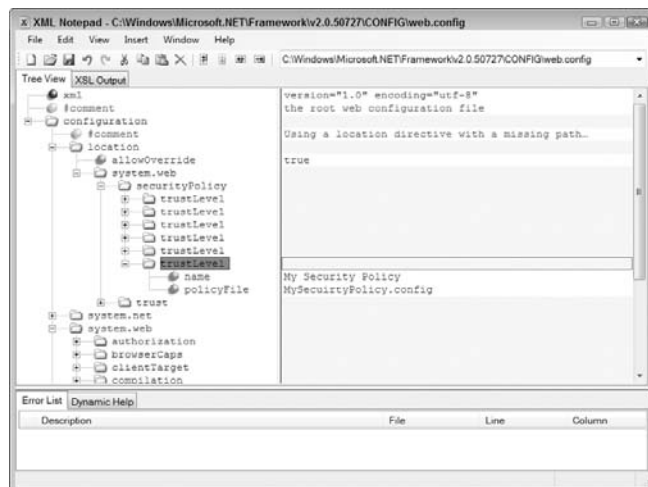 XML Notepad - C:\Windows\Microsoft.NET\Framework\v2.0.50727\CONFIG\web.config
File Edit View Insert Window Help
C:\Windows\Microsoft.NET\Framework\v2.0.50727\CONFIG\web.config
Tree View XSL Output
xml version="1.0" encoding="utf-8"
#comment the root web configuration file
configuration
#comment Using a location directive with a missing path…
location
allowOverride true
system.web
securityPolicy
trustLevel
trustLevel
trustLevel
trustLevel
trustLevel
trustLevel
name My Security Policy
policyFile MySecuirtyPolicy.config
trust
system.net
system.web
authorization
browserCaps
clientTarget
compilation
Error List Dynamic Help
Description File Line Column